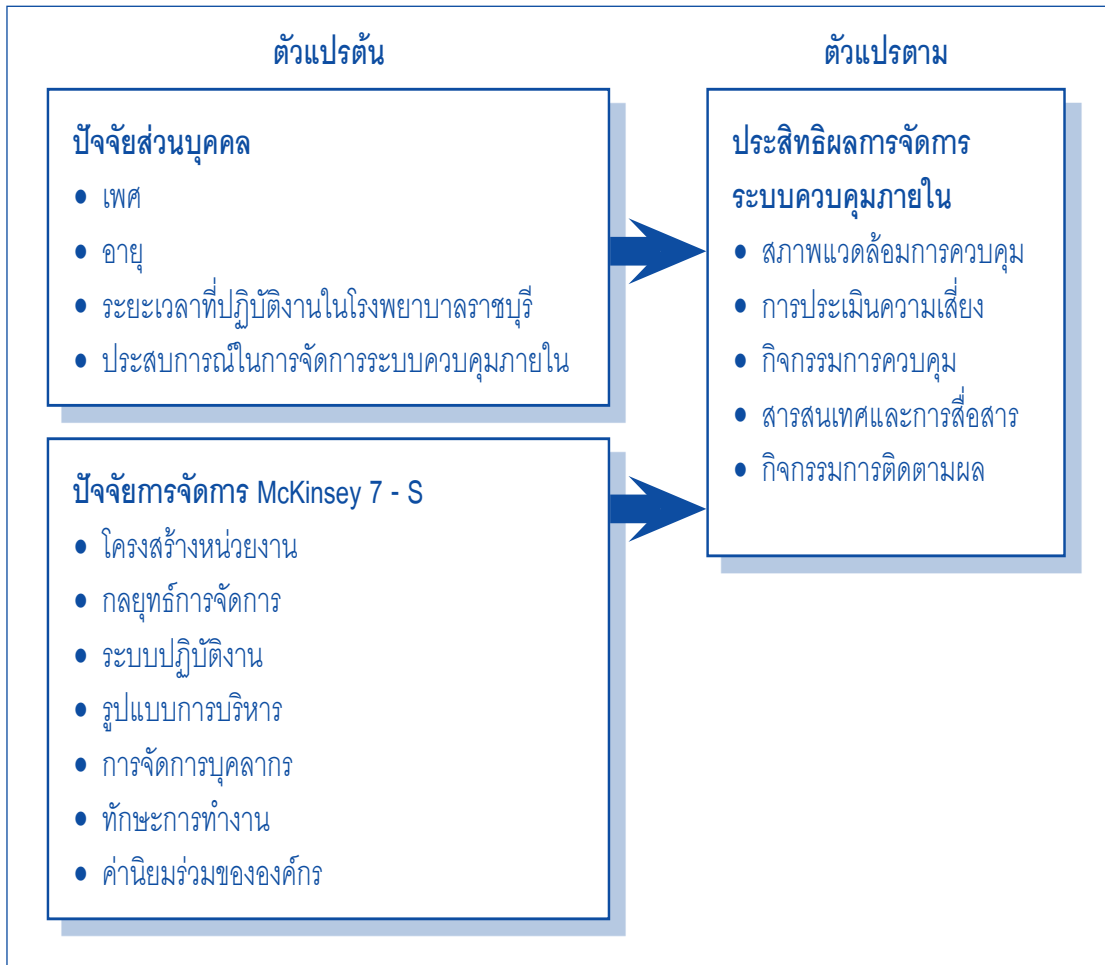 ตัวแปรต้น
ปัจจัยส่วนบุคคล
• เพศ
• อายุ
• ระยะเวลาที่ปฏิบัติงานในโรงพยาบาลราชบุรี
• ประสบการณ์ในการจัดการระบบควบคุมภายใน
ปัจจัยการจัดการ McKinsey 7 - S
• โครงสร้างหน่วยงาน
• กลยุทธ์การจัดการ
• ระบบปฏิบัติงาน
• รูปแบบการบริหาร
• การจัดการบุคลากร
• ทักษะการทำงาน
• ค่านิยมร่วมขององค์กร
ตัวแปรตาม
ประสิทธิผลการจัดการ
ระบบควบคุมภายใน
• สภาพแวดล้อมการควบคุม
• การประเมินความเสี่ยง
• กิจกรรมการควบคุม
• สารสนเทศและการสื่อสาร
• กิจกรรมการติดตามผล